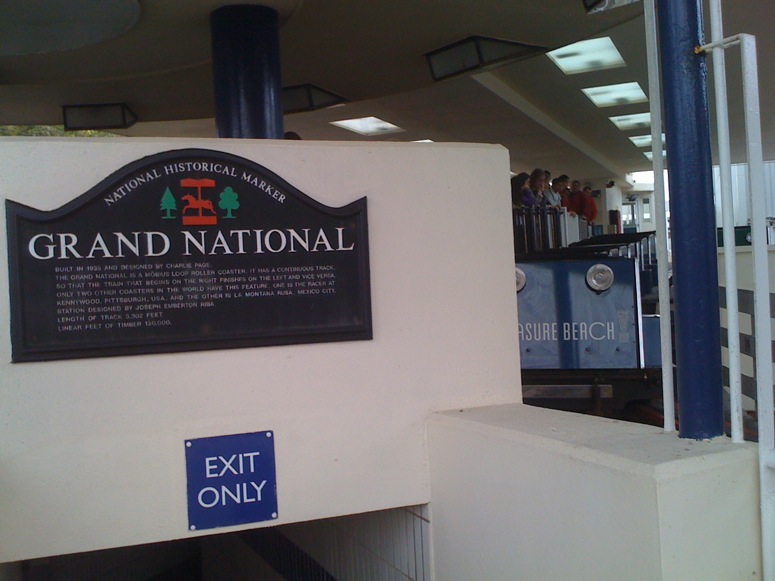 NATIONAL HISTORICAL MARKER
GRAND NATIONAL
BUILT IN 1935 AND DESIGNED BY CHARLIE PAGE.
THE GRAND NATIONAL IS A MÖBIUS LOOP ROLLER COASTER. IT HAS A CONTINUOUS TRACK,
SO THAT THE TRAIN THAT BEGINS ON THE RIGHT FINISHES ON THE LEFT AND VICE VERSA.
ONLY TWO OTHER COASTERS IN THE WORLD HAVE THIS FEATURE. ONE IS THE RACER AT
KENNYWOOD, PITTSBURGH, USA. AND THE OTHER IS LA MONTANA RUSA, MEXICO CITY.
STATION DESIGNED BY JOSEPH EMBERTON RIBA
LENGTH OF TRACK 3,302 FEET
LINEAR FEET OF TIMBER 120,000.
ASURE BEACH
EXIT
ONLY